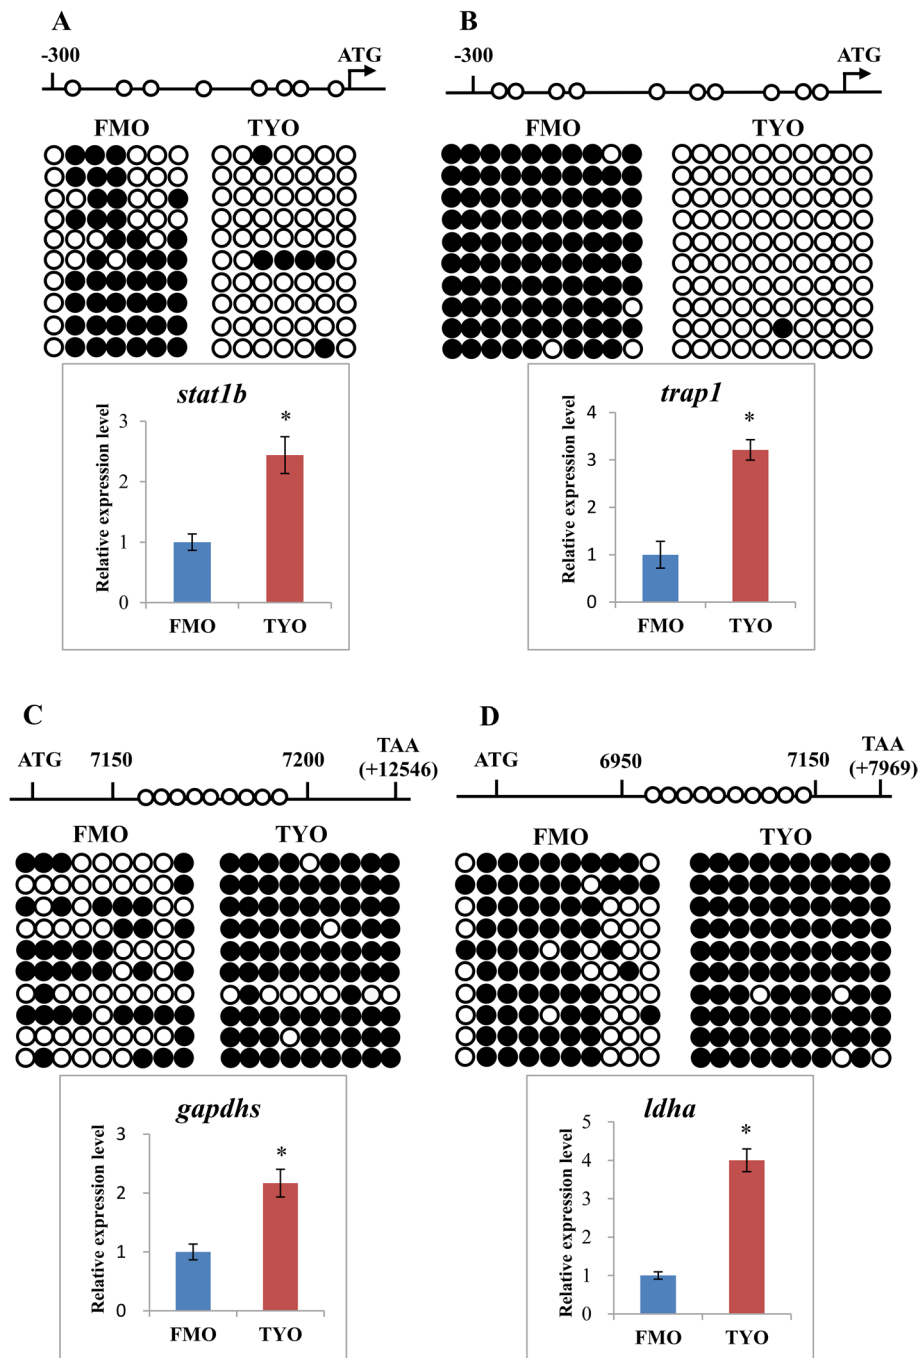 A
-300 ATG
FMO TYO
stat1b
*
Relative expression level
3
2
1
0
FMO TYO
B
-300 ATG
FMO TYO
trap1
*
Relative expression level
4
3
2
1
0
FMO TYO
C
ATG 7150 7200 TAA
(+12546)
FMO TYO
gapdhs
*
Relative expression level
3
2
1
0
FMO TYO
D
ATG 6950 7150 TAA
(+7969)
FMO TYO
ldha
*
Relative expression level
5
4
3
2
1
0
FMO TYO